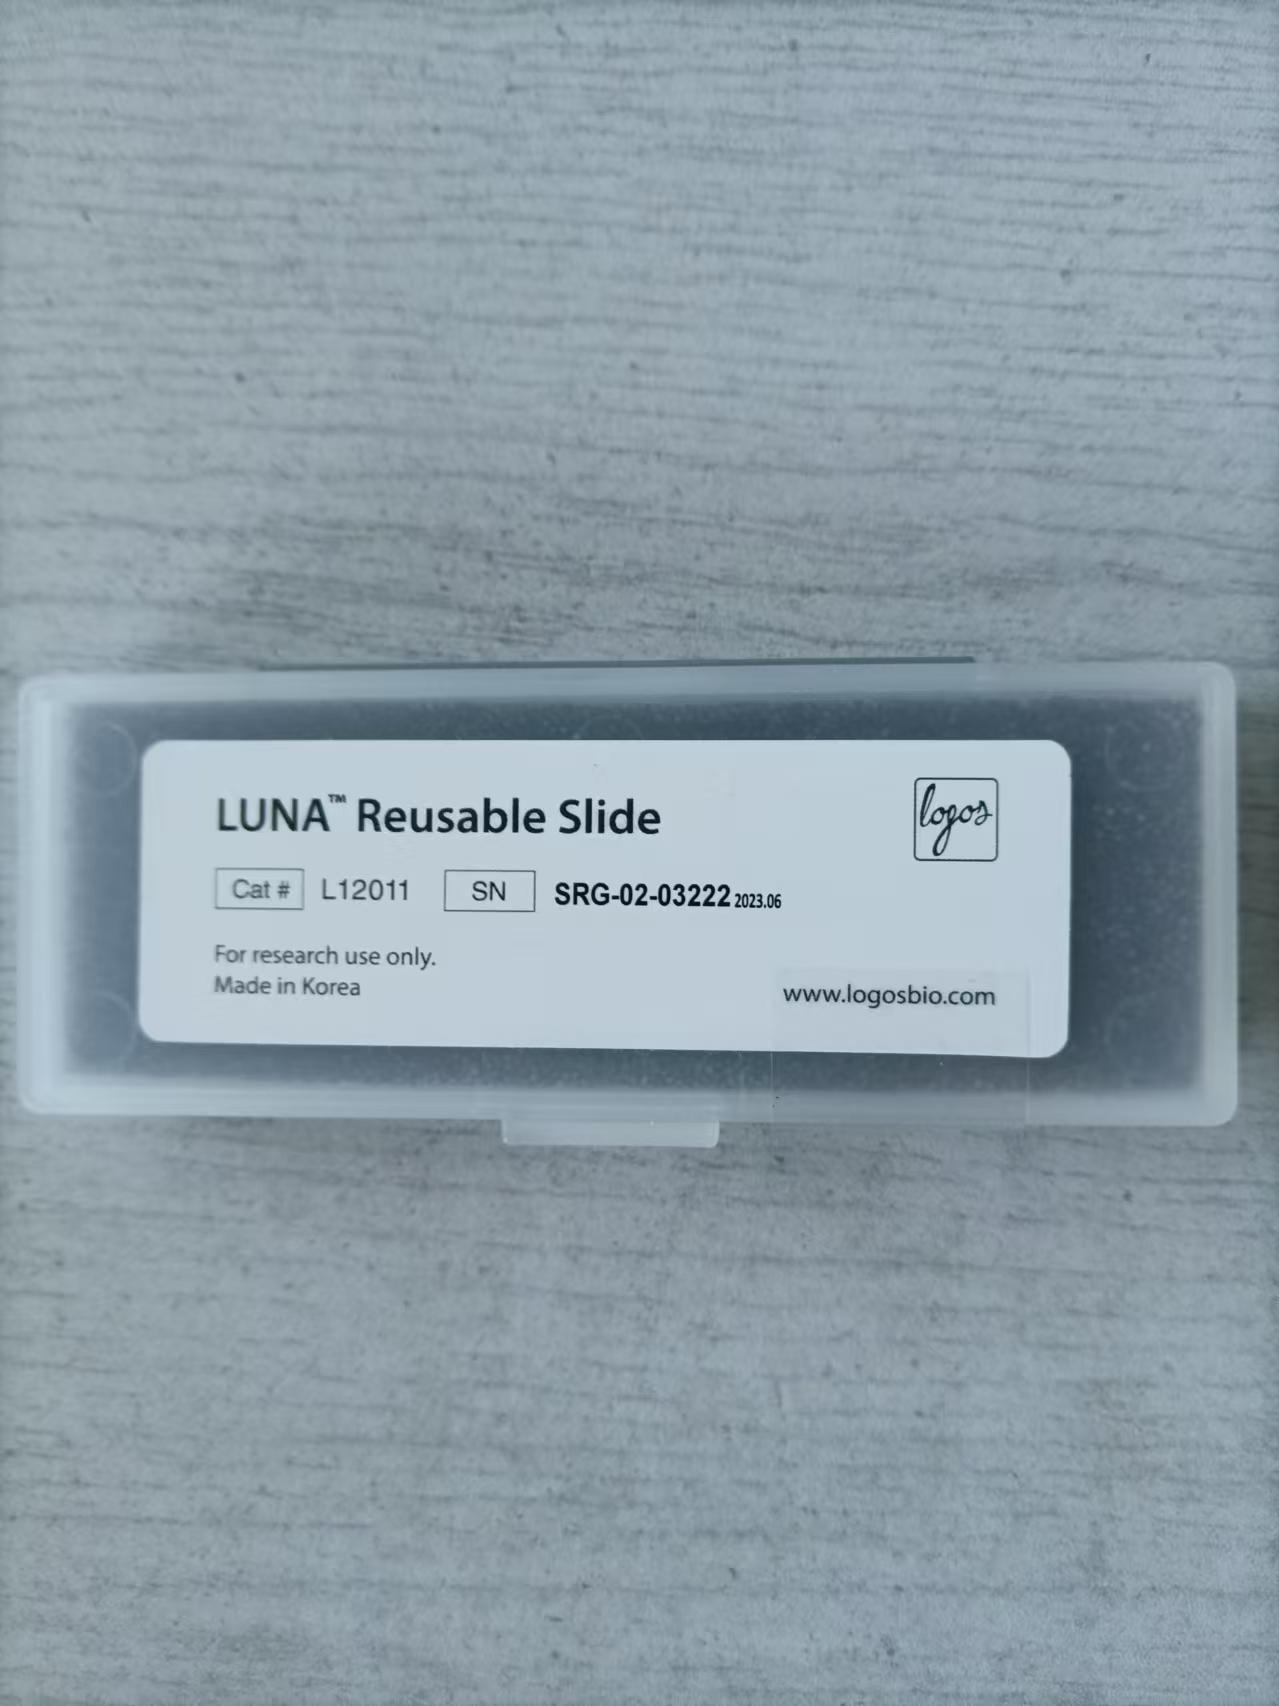 LUNA™ Reusable Slide
logos
Cat # L12011 SN SRG-02-03222 2023.06
For research use only.
Made in Korea
www.logosbio.com